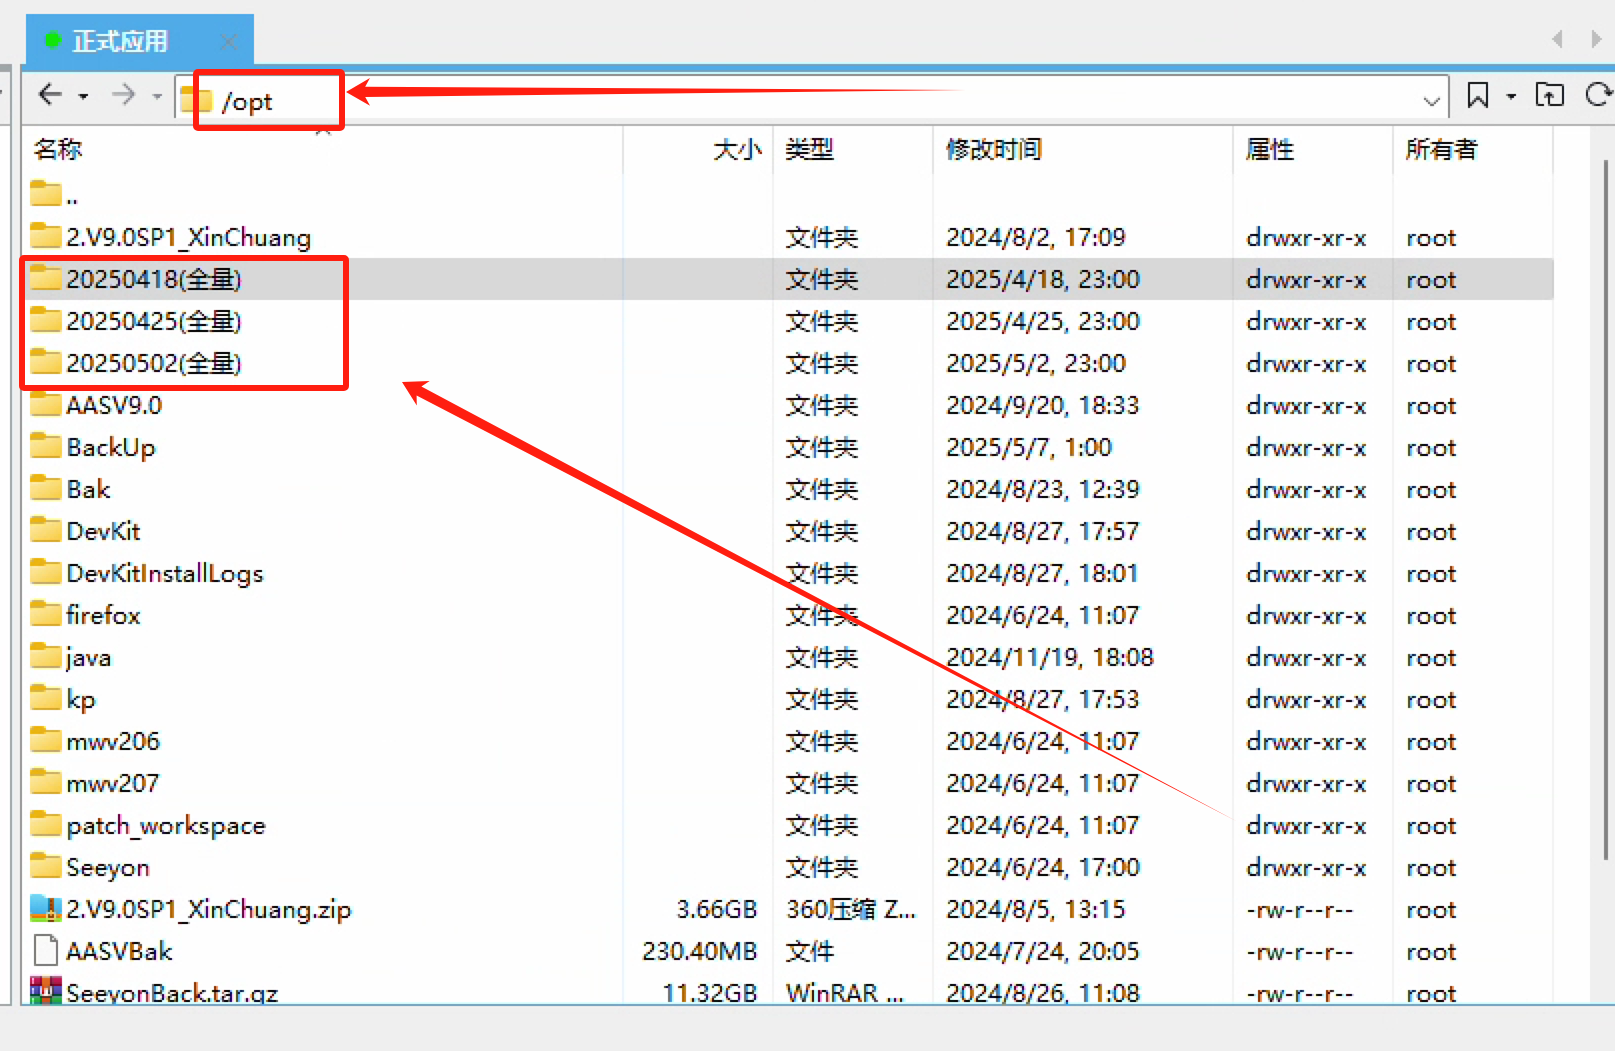 正式应用
/opt
名称 大小 类型 修改时间 属性 所有者
..
2.V9.0SP1_XinChuang 文件夹 2024/8/2, 17:09 drwxr-xr-x root
20250418(全量) 文件夹 2025/4/18, 23:00 drwxr-xr-x root
20250425(全量) 文件夹 2025/4/25, 23:00 drwxr-xr-x root
20250502(全量) 文件夹 2025/5/2, 23:00 drwxr-xr-x root
AASV9.0 文件夹 2024/9/20, 18:33 drwxr-xr-x root
BackUp 文件夹 2025/5/7, 1:00 drwxr-xr-x root
Bak 文件夹 2024/8/23, 12:39 drwxr-xr-x root
DevKit 文件夹 2024/8/27, 17:57 drwxr-xr-x root
DevKitInstallLogs 文件夹 2024/8/27, 18:01 drwxr-xr-x root
firefox 文件夹 2024/6/24, 11:07 drwxr-xr-x root
java 文件夹 2024/11/19, 18:08 drwxr-xr-x root
kp 文件夹 2024/8/27, 17:53 drwxr-xr-x root
mwv206 文件夹 2024/6/24, 11:07 drwxr-xr-x root
mwv207 文件夹 2024/6/24, 11:07 drwxr-xr-x root
patch_workspace 文件夹 2024/6/24, 11:07 drwxr-xr-x root
Seeyon 文件夹 2024/6/24, 17:00 drwxr-xr-x root
2.V9.0SP1_XinChuang.zip 3.66GB 360压缩 Z... 2024/8/5, 13:15 -rw-r--r-- root
AASVBak 230.40MB 文件 2024/7/24, 20:05 -rw-r--r-- root
SeeyonBack.tar.gz 11.32GB WinRAR ... 2024/8/26, 11:08 -rw-r--r-- root